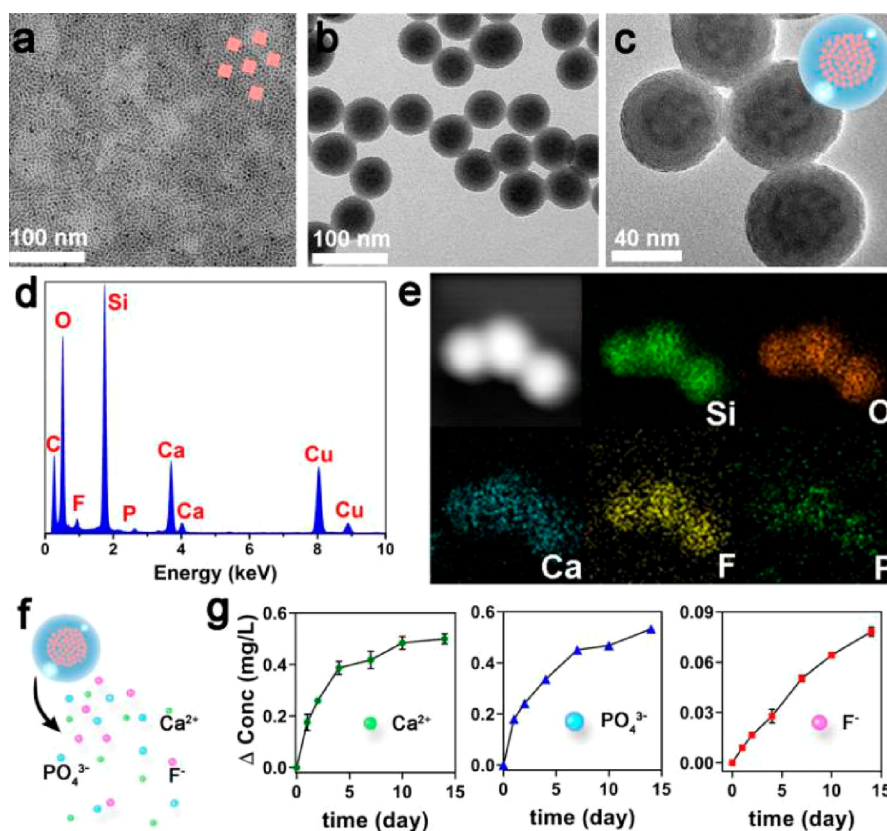 a
100 nm
b
100 nm
c
40 nm
d
C
O
F
Si
P
Ca
Ca
Cu
Cu
0 2 4 6 8 10
Energy (keV)
e
Si
O
Ca
F
P
f
Ca²⁺
PO₄³⁻
F⁻
g
Δ Conc (mg/L)
0.6
0.4
0.2
0.0
Ca²⁺
0 5 10 15
time (day)
0.6
0.4
0.2
0.0
PO₄³⁻
0 5 10 15
time (day)
0.09
0.06
0.03
0.00
F⁻
0 5 10 15
time (day)